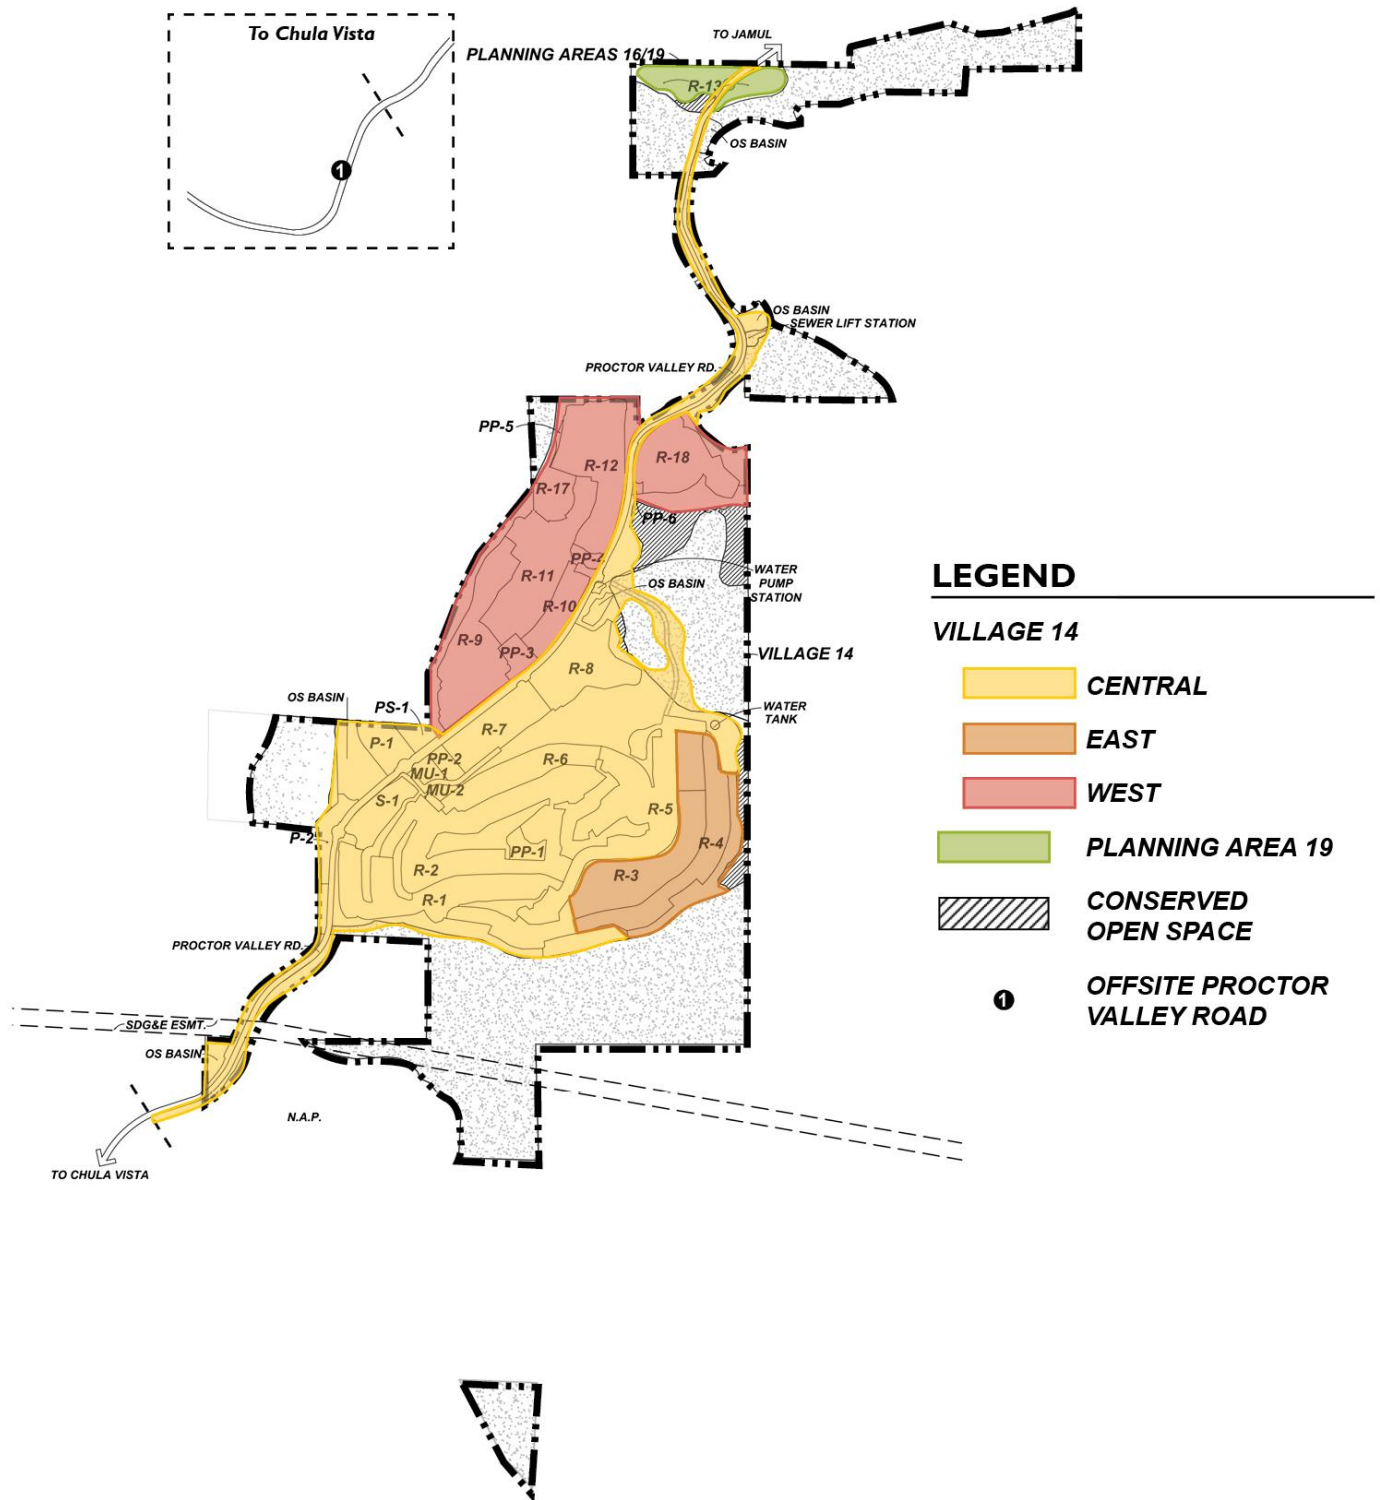 To Chula Vista
1
TO JAMUL
PLANNING AREAS 16/19
R-13
OS BASIN
OS BASIN
SEWER LIFT STATION
PROCTOR VALLEY RD.
PP-5
R-12
R-18
R-17
PP-6
PP-4
R-11
WATER
PUMP
STATION
OS BASIN
R-10
R-9
PP-3
R-8
VILLAGE 14
OS BASIN
PS-1
WATER
TANK
R-7
P-1
PP-2
R-6
MU-1
MU-2
S-1
R-5
P-2
R-4
PP-1
R-2
R-3
R-1
PROCTOR VALLEY RD.
SDG&E ESMT.
OS BASIN
N.A.P.
TO CHULA VISTA
LEGEND
VILLAGE 14
CENTRAL
EAST
WEST
PLANNING AREA 19
CONSERVED
OPEN SPACE
1
OFFSITE PROCTOR
VALLEY ROAD